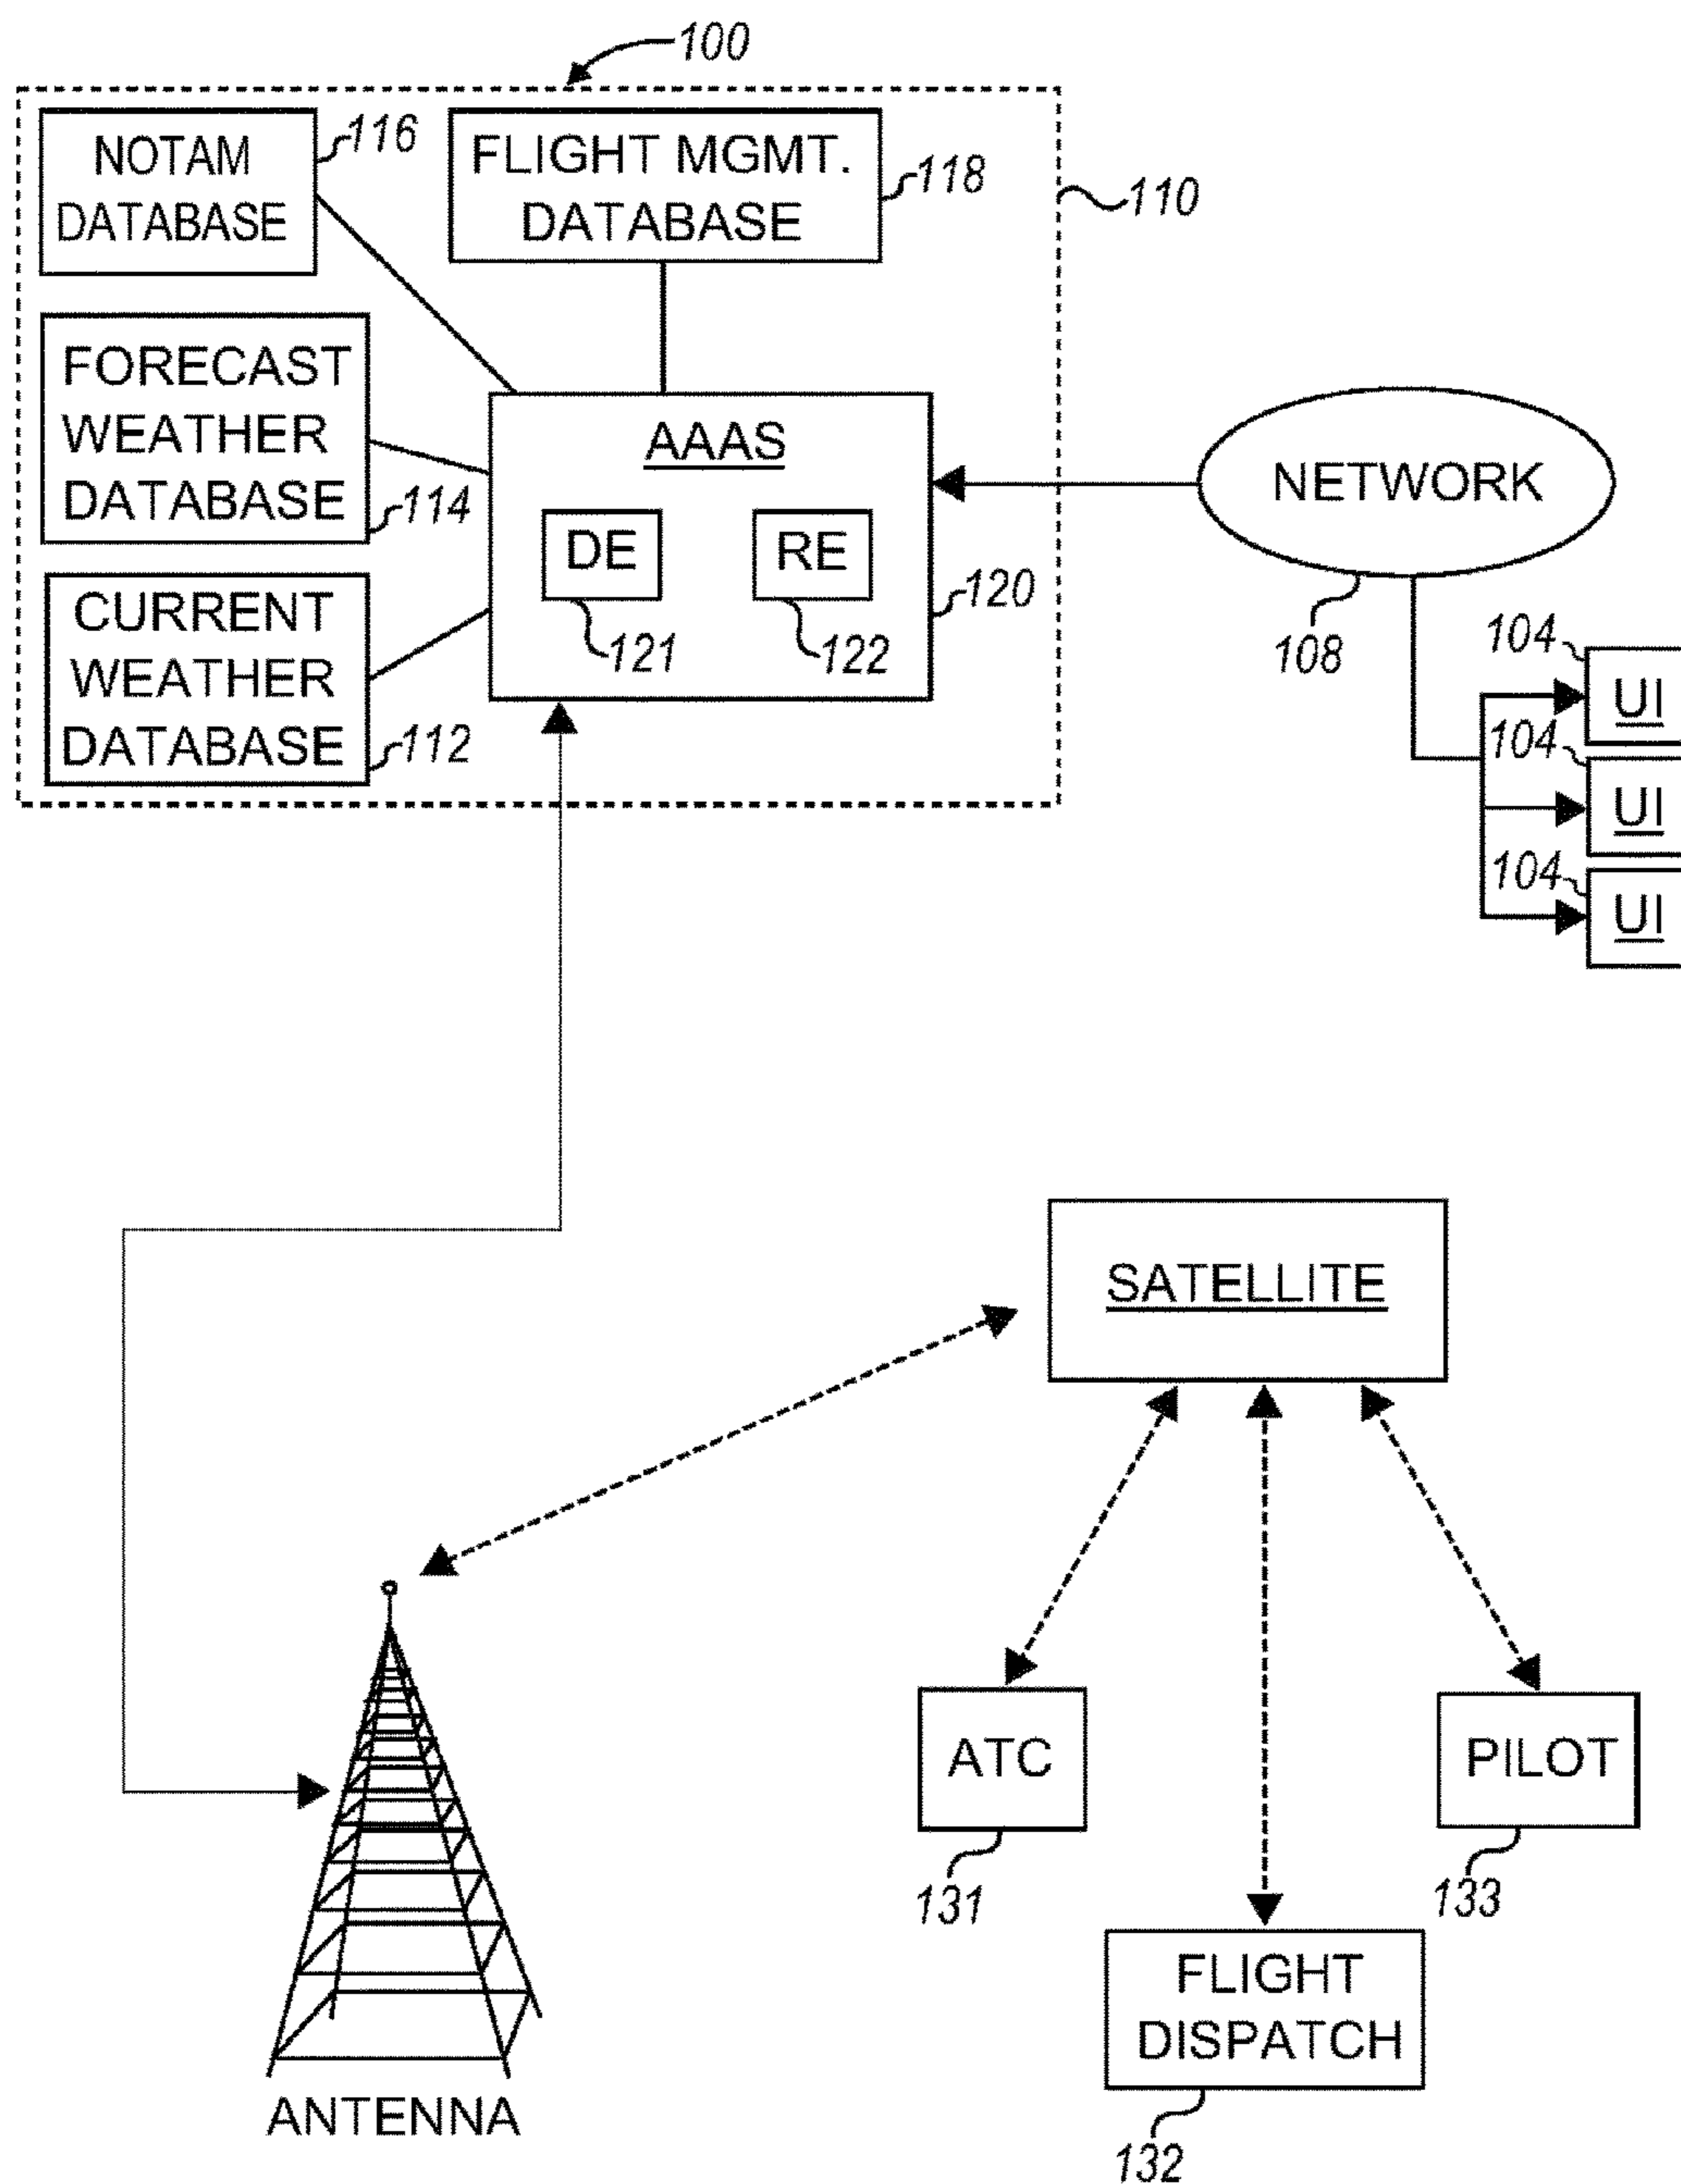 100
NOTAM
DATABASE
116
FLIGHT MGMT.
DATABASE
118
110
FORECAST
WEATHER
DATABASE
114
AAAS
DE
RE
121
122
120
NETWORK
108
CURRENT
WEATHER
DATABASE
112
104
UI
104
UI
104
UI
SATELLITE
ATC
131
PILOT
133
FLIGHT
DISPATCH
132
ANTENNA